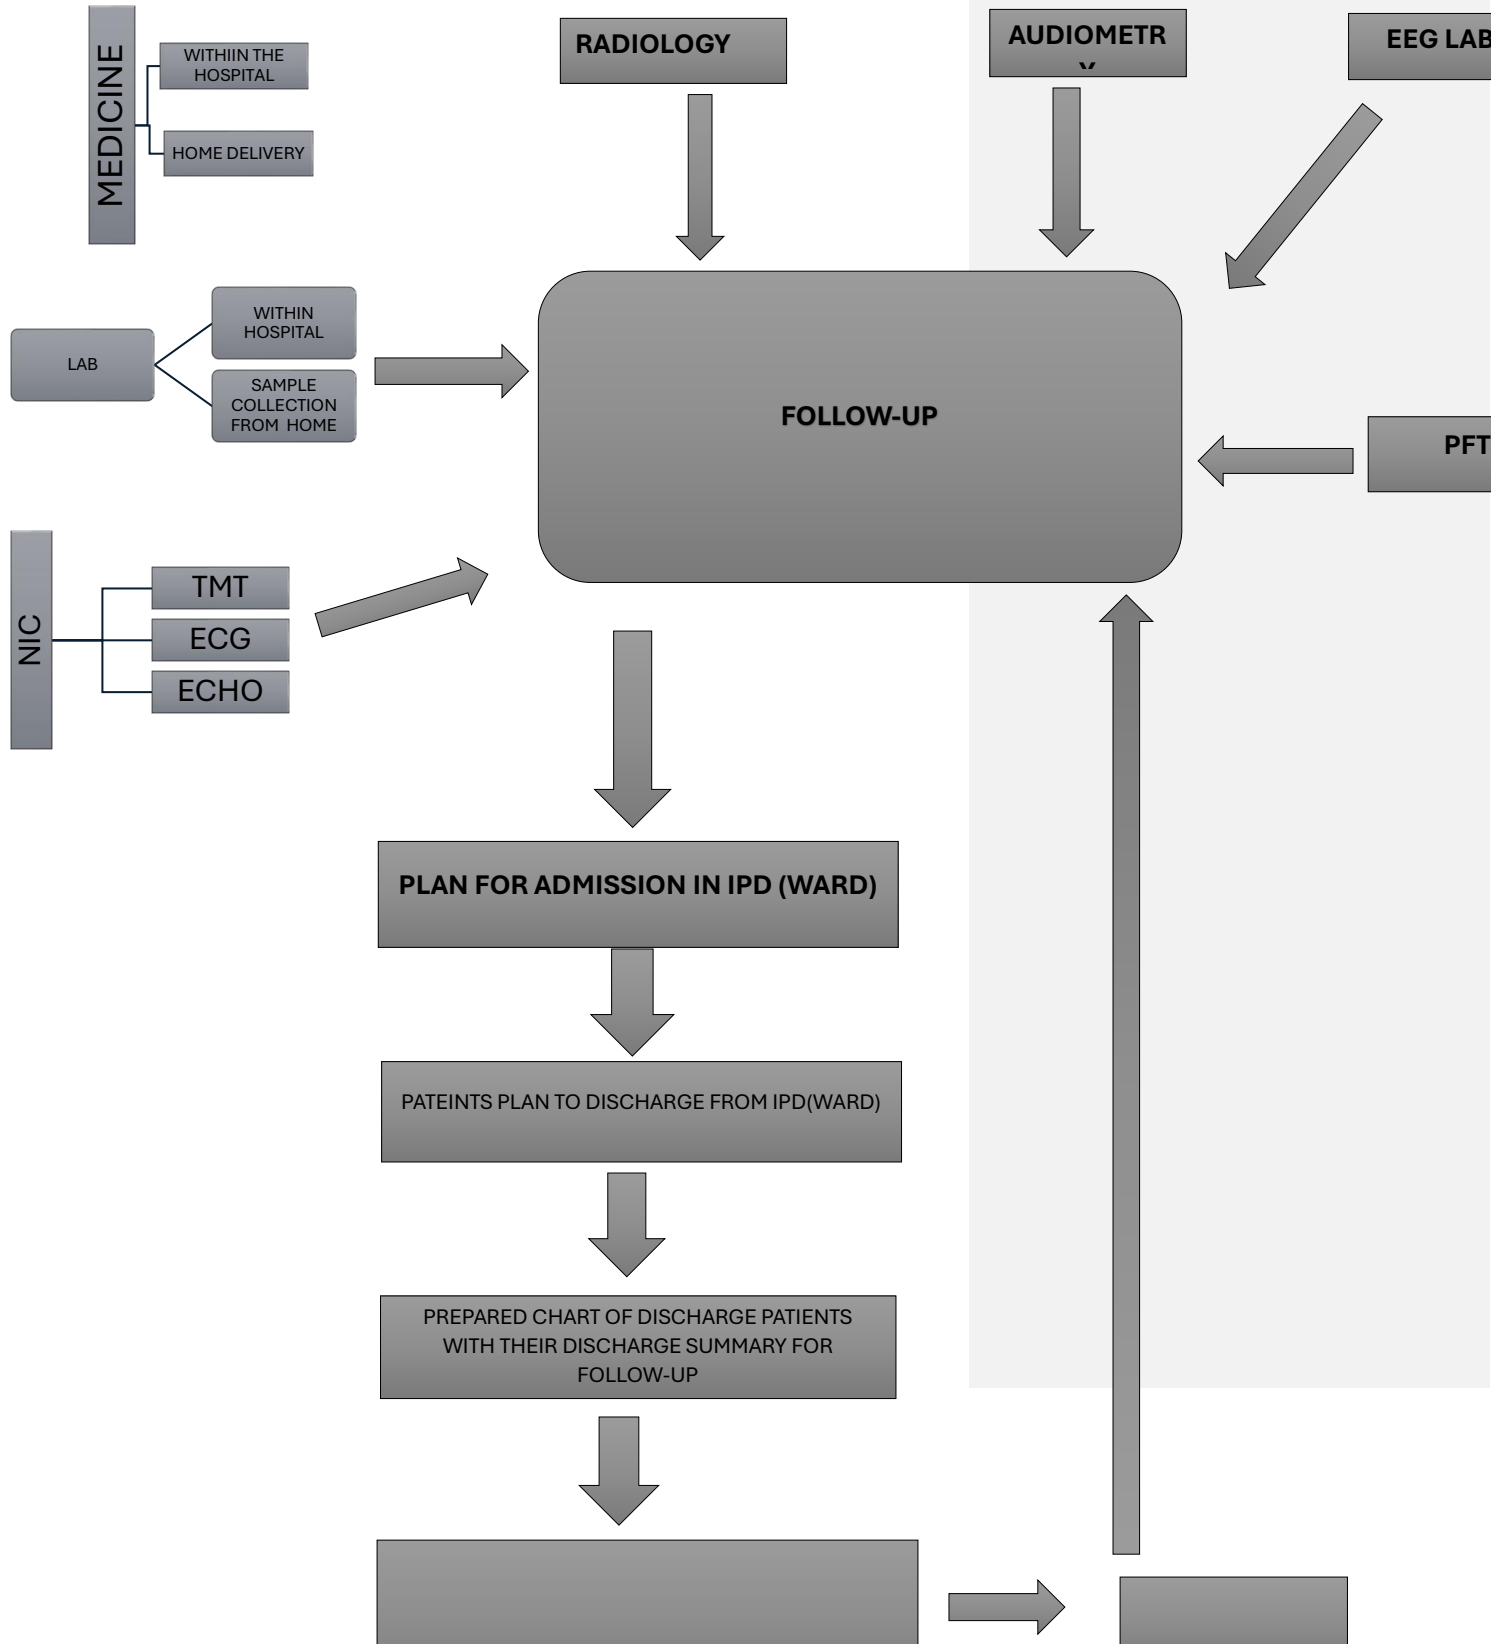 MEDICINE
WITHIIN THE
HOSPITAL
HOME DELIVERY
RADIOLOGY
AUDIOMETR
Y
EEG LAB
LAB
WITHIN
HOSPITAL
SAMPLE
COLLECTION
FROM HOME
FOLLOW-UP
PFT
NIC
TMT
ECG
ECHO
PLAN FOR ADMISSION IN IPD (WARD)
PATEINTS PLAN TO DISCHARGE FROM IPD(WARD)
PREPARED CHART OF DISCHARGE PATIENTS
WITH THEIR DISCHARGE SUMMARY FOR
FOLLOW-UP